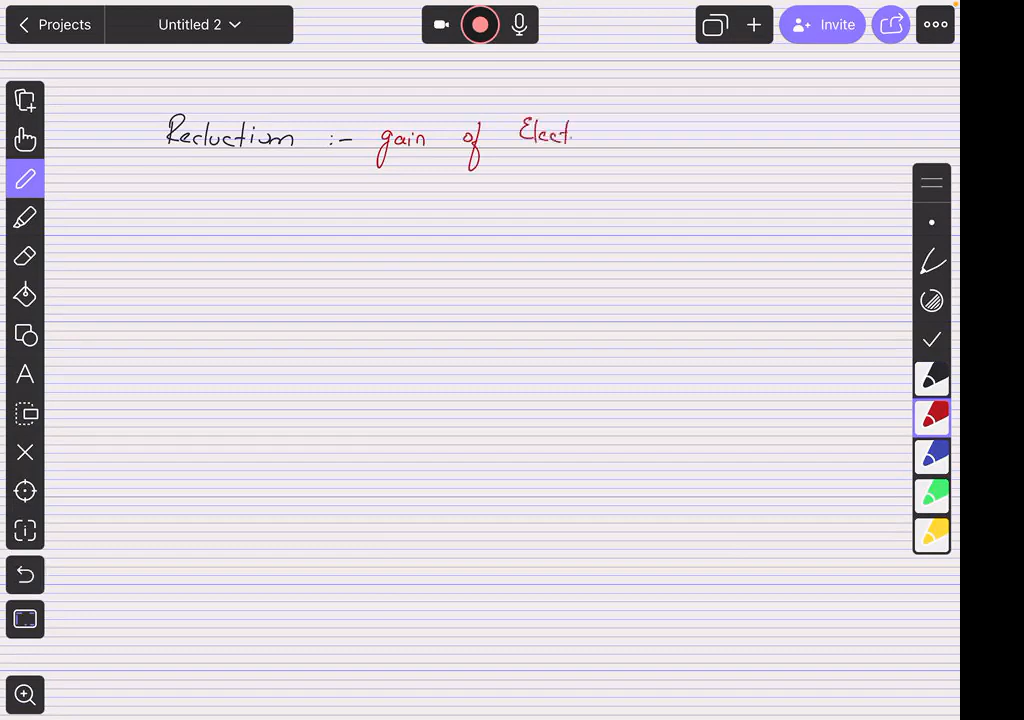 Projects
Untitled 2
Invite
Reduction :- gain of Elect